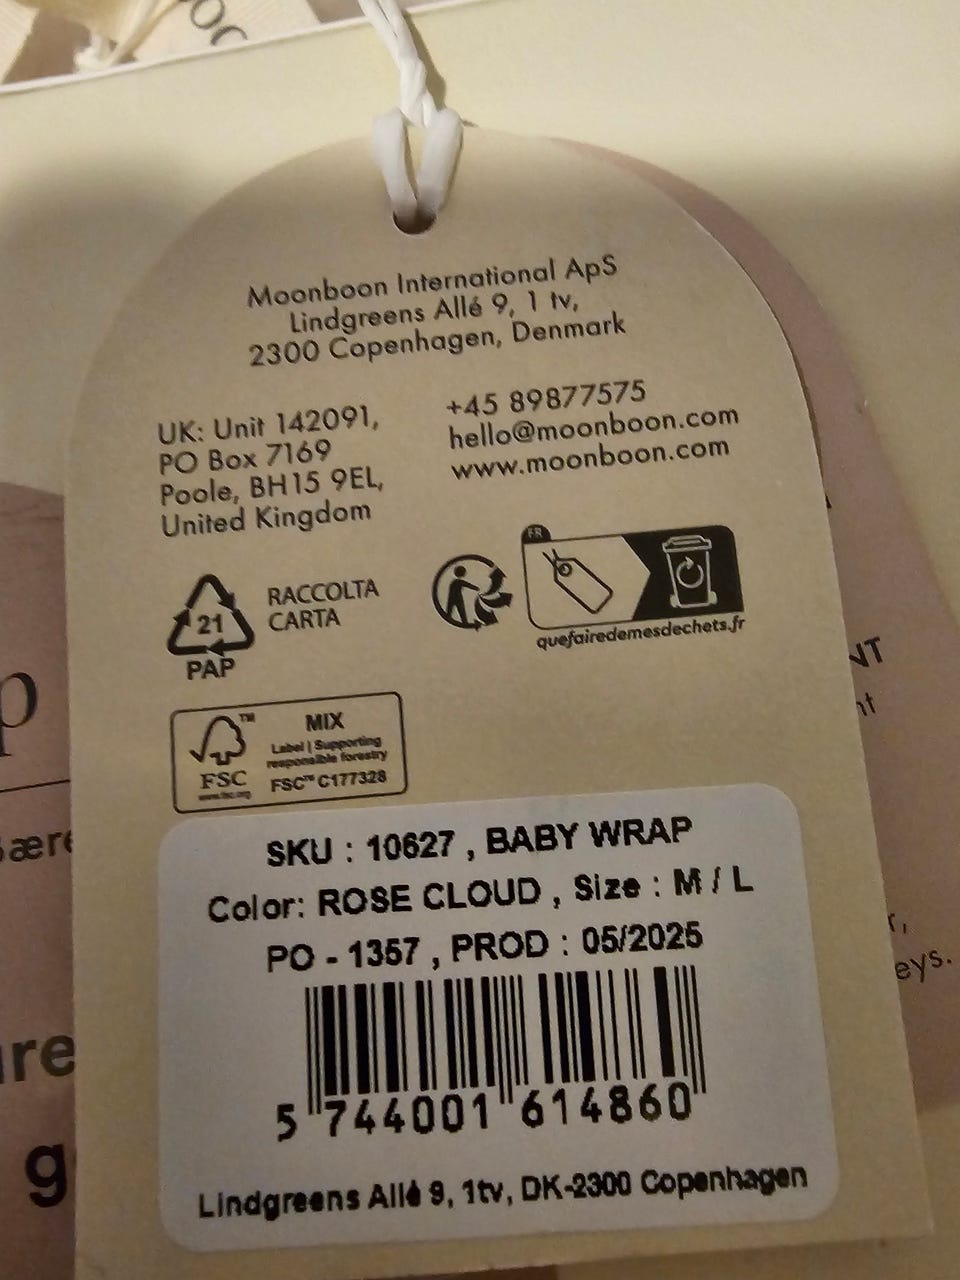 Moonboon International ApS
Lindgreens Allé 9, 1 tv,
2300 Copenhagen, Denmark
UK: Unit 142091,
PO Box 7169
Poole, BH15 9EL,
United Kingdom
+45 89877575
hello@moonboon.com
www.moonboon.com
21
PAP
RACCOLTA
CARTA
FR
quefairedemesdechets.fr
FSC
www.fsc.org
MIX
Label | Supporting
responsible forestry
FSC™ C177328
SKU : 10627 , BABY WRAP
Color: ROSE CLOUD , Size : M / L
PO - 1357 , PROD : 05/2025
5 744001 614860
Lindgreens Allé 9, 1tv, DK-2300 Copenhagen